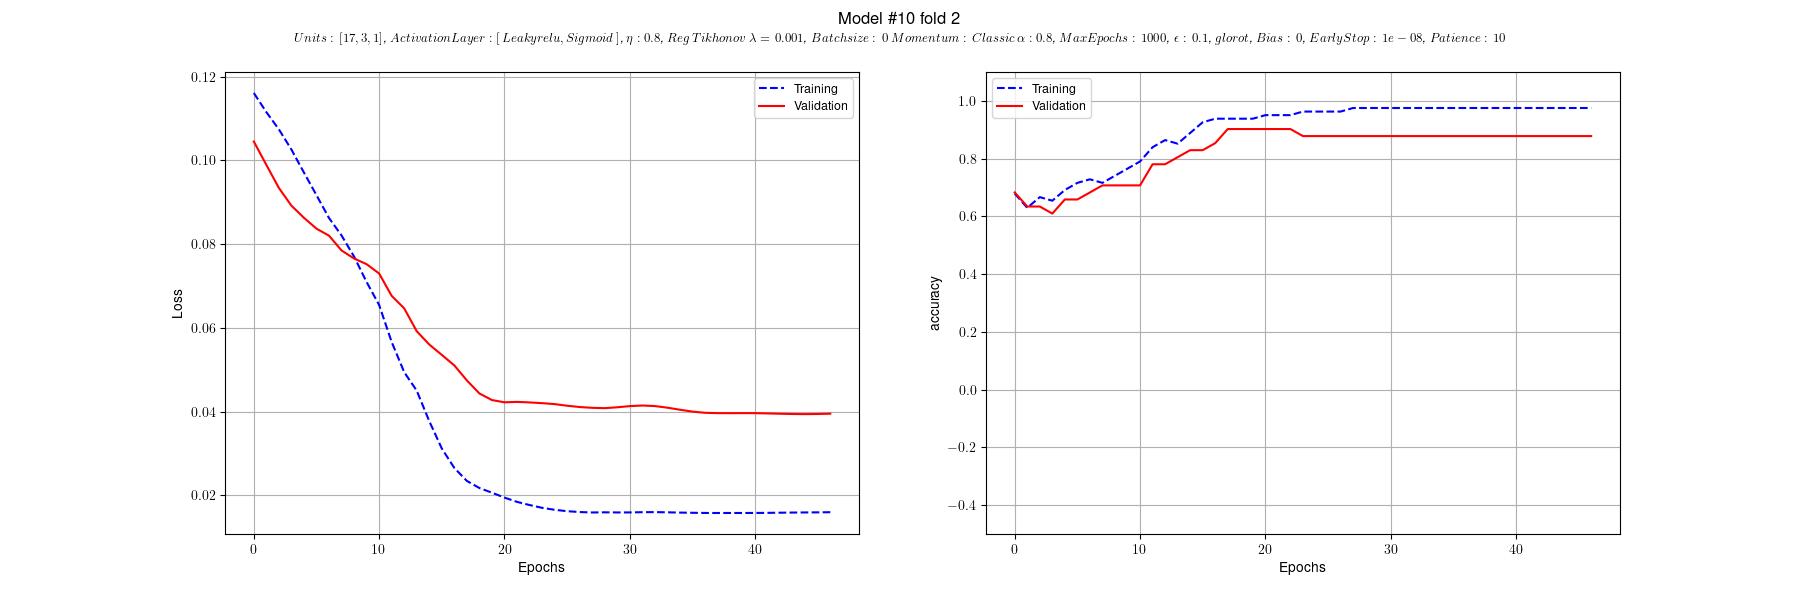 Model #10 fold 2
Units : [17, 3, 1], ActivationLayer : [ Leakyrelu, Sigmoid ], η : 0.8, Reg Tikhonov λ = 0.001, Batchsize : 0 Momentum : Classic α : 0.8, MaxEpochs : 1000, ϵ : 0.1, glorot, Bias : 0, EarlyStop : 1e − 08, Patience : 10
0.12
0.10
0.08
0.06
0.04
0.02
Loss
Training
Validation
0
10
20
30
40
Epochs
1.0
0.8
0.6
0.4
0.2
0.0
−0.2
−0.4
accuracy
Training
Validation
0
10
20
30
40
Epochs